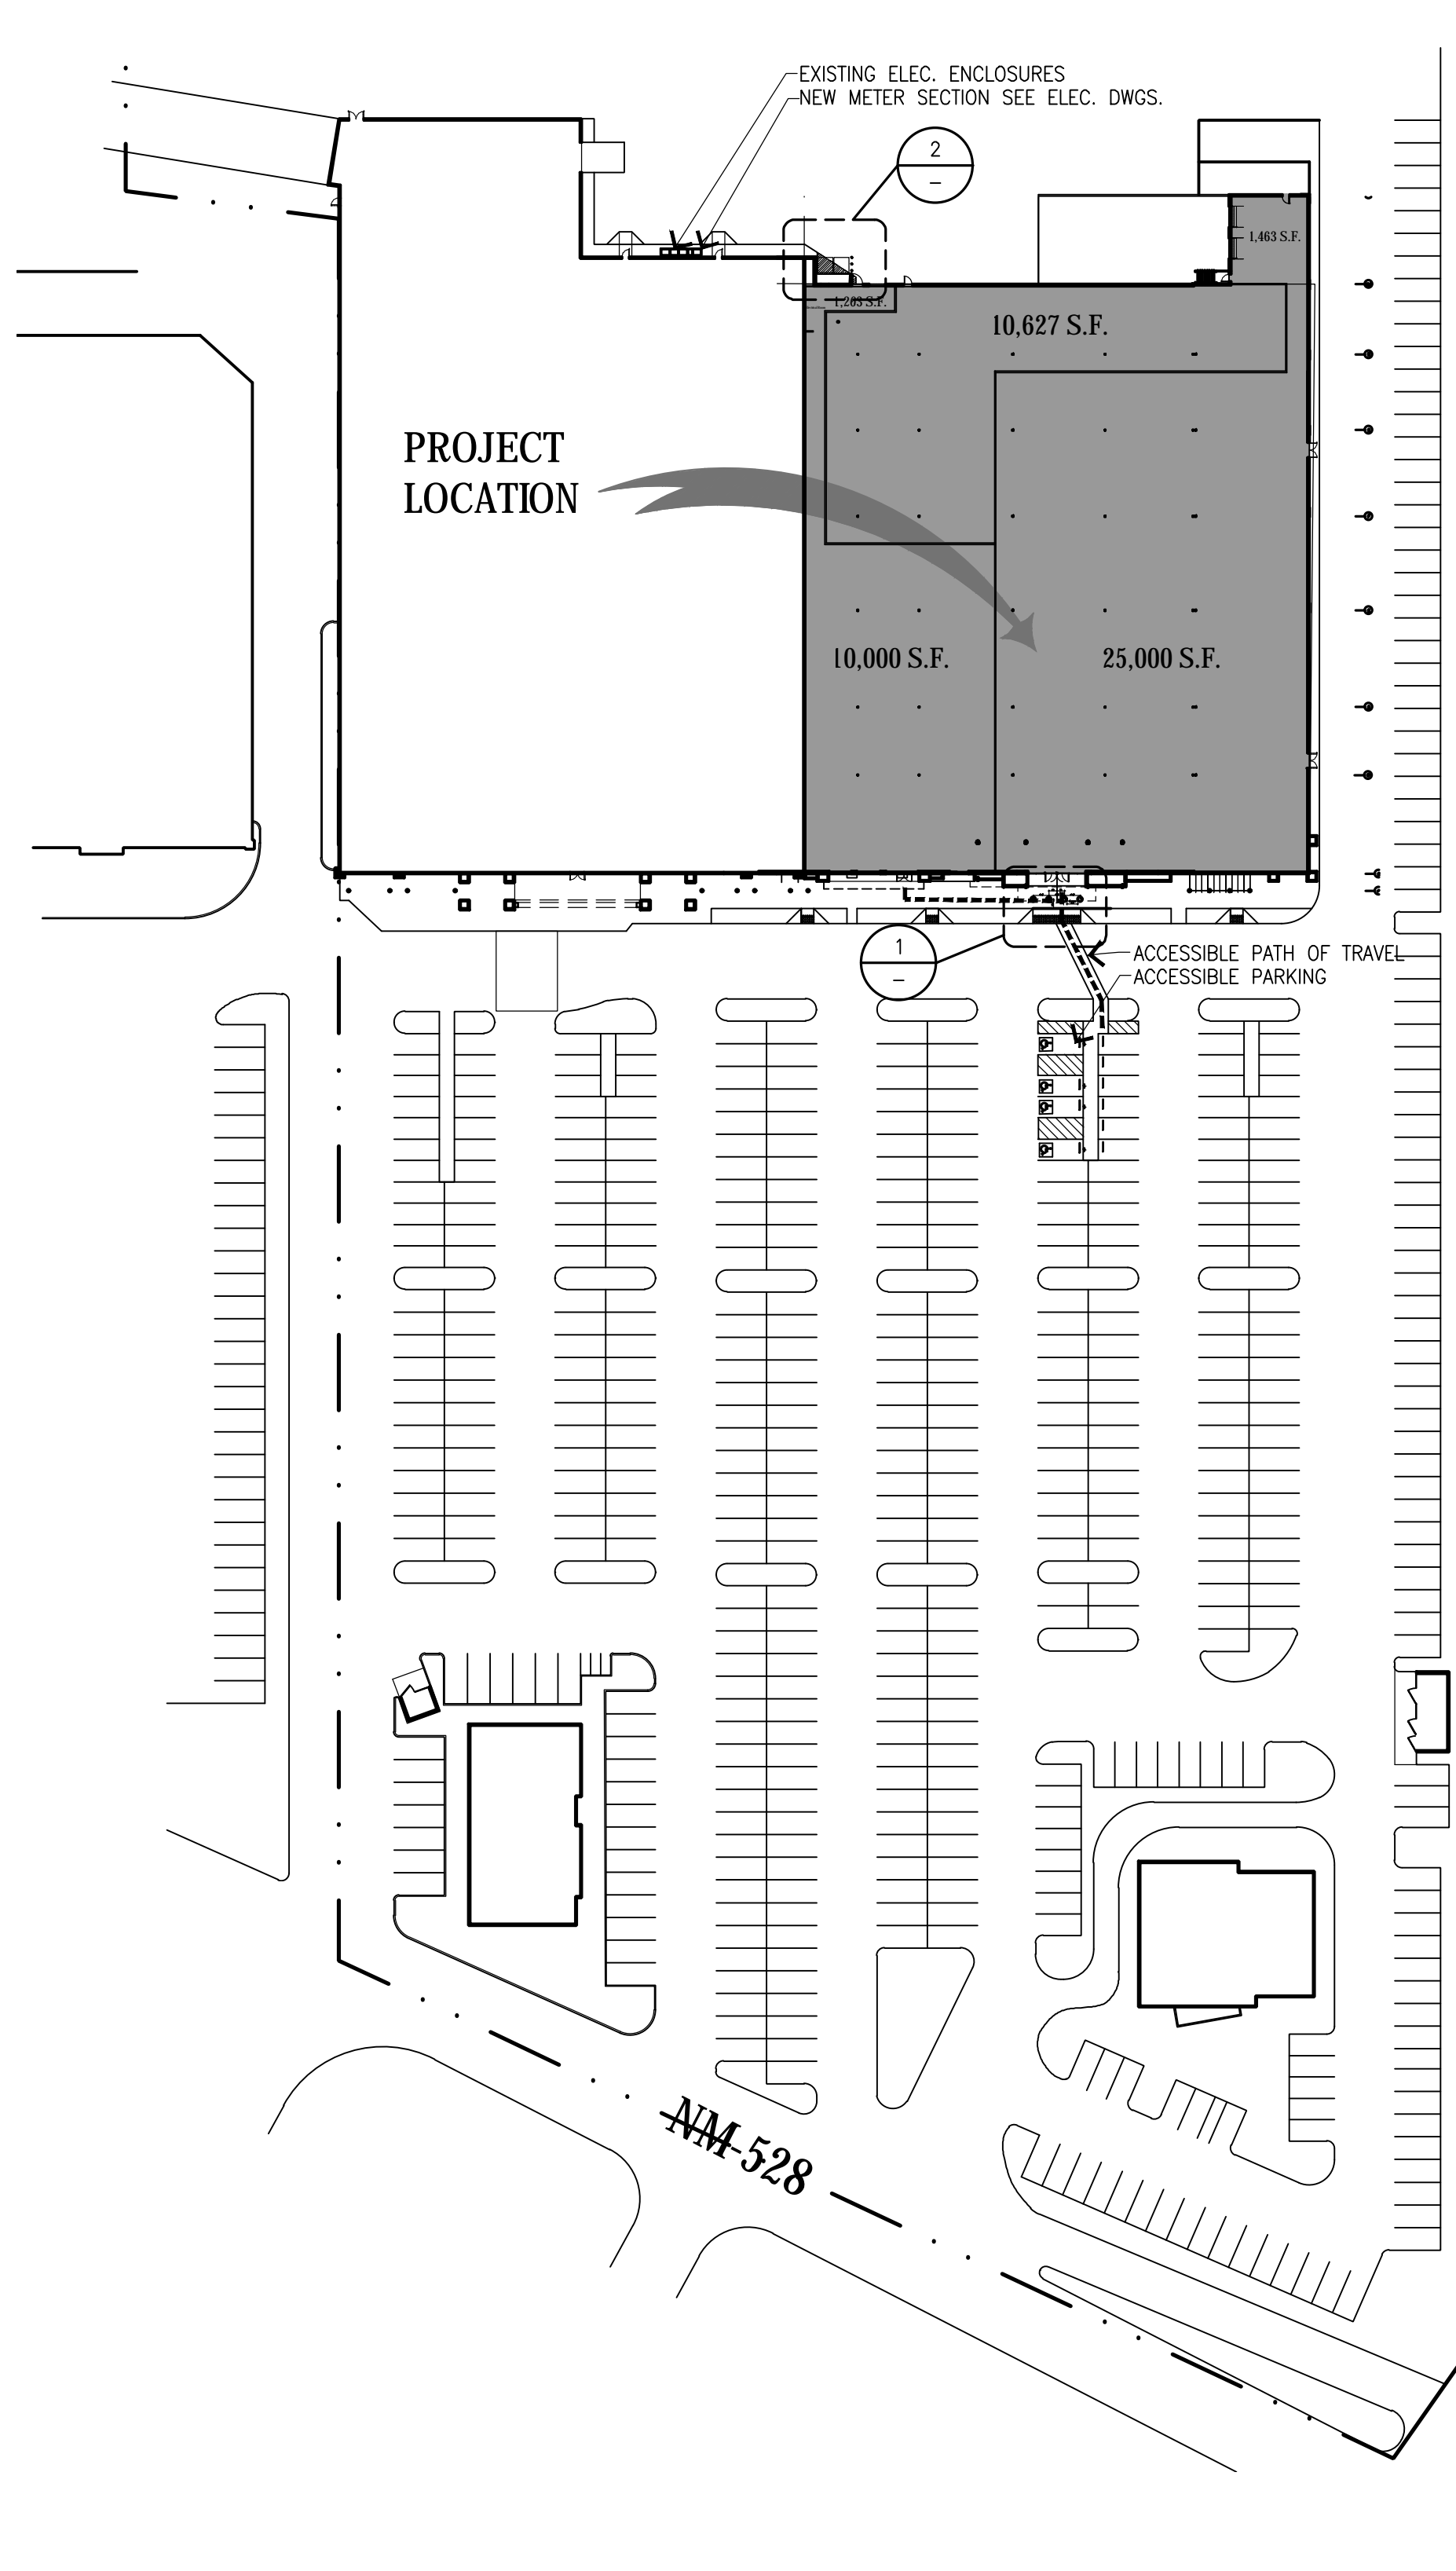 EXISTING ELEC. ENCLOSURES
NEW METER SECTION SEE ELEC. DWGS.
2
–
1,463 S.F.
1,203 S.F.
10,627 S.F.
PROJECT
LOCATION
10,000 S.F.
25,000 S.F.
1
–
ACCESSIBLE PATH OF TRAVEL
ACCESSIBLE PARKING
NM-528